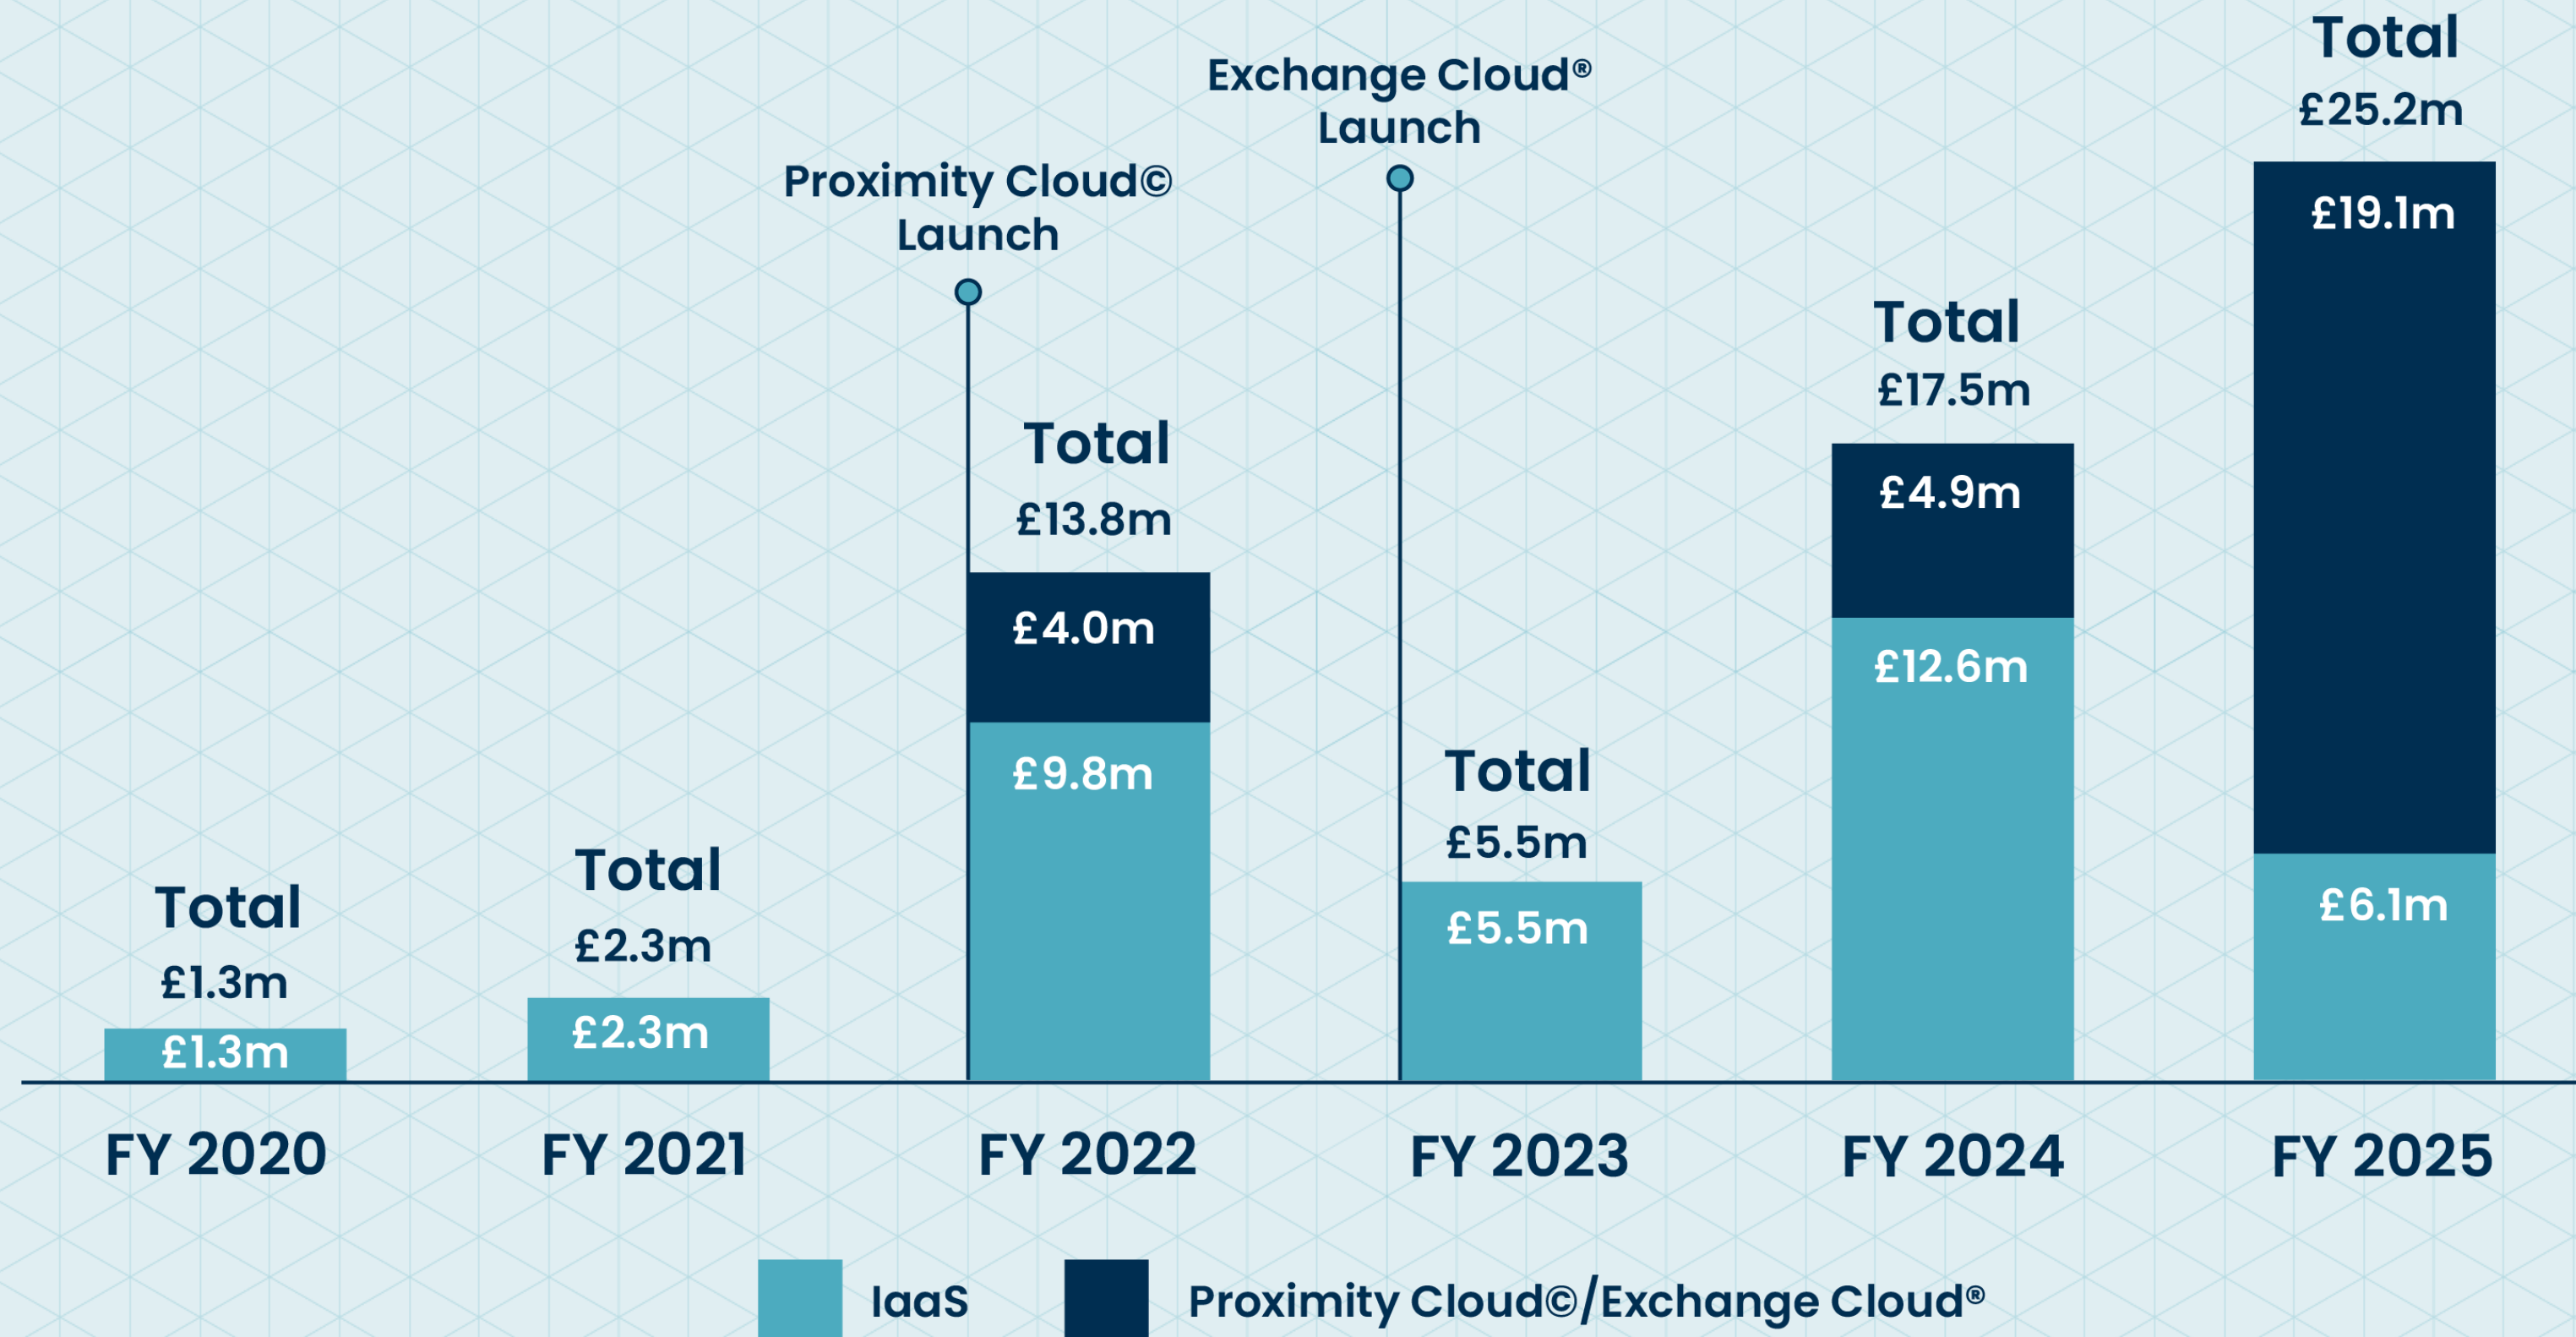 Proximity Cloud©
Launch
Exchange Cloud®
Launch
Total
£1.3m
£1.3m
Total
£2.3m
£2.3m
Total
£13.8m
£4.0m
£9.8m
Total
£5.5m
£5.5m
Total
£17.5m
£4.9m
£12.6m
Total
£25.2m
£19.1m
£6.1m
FY 2020
FY 2021
FY 2022
FY 2023
FY 2024
FY 2025
IaaS
Proximity Cloud©/Exchange Cloud®